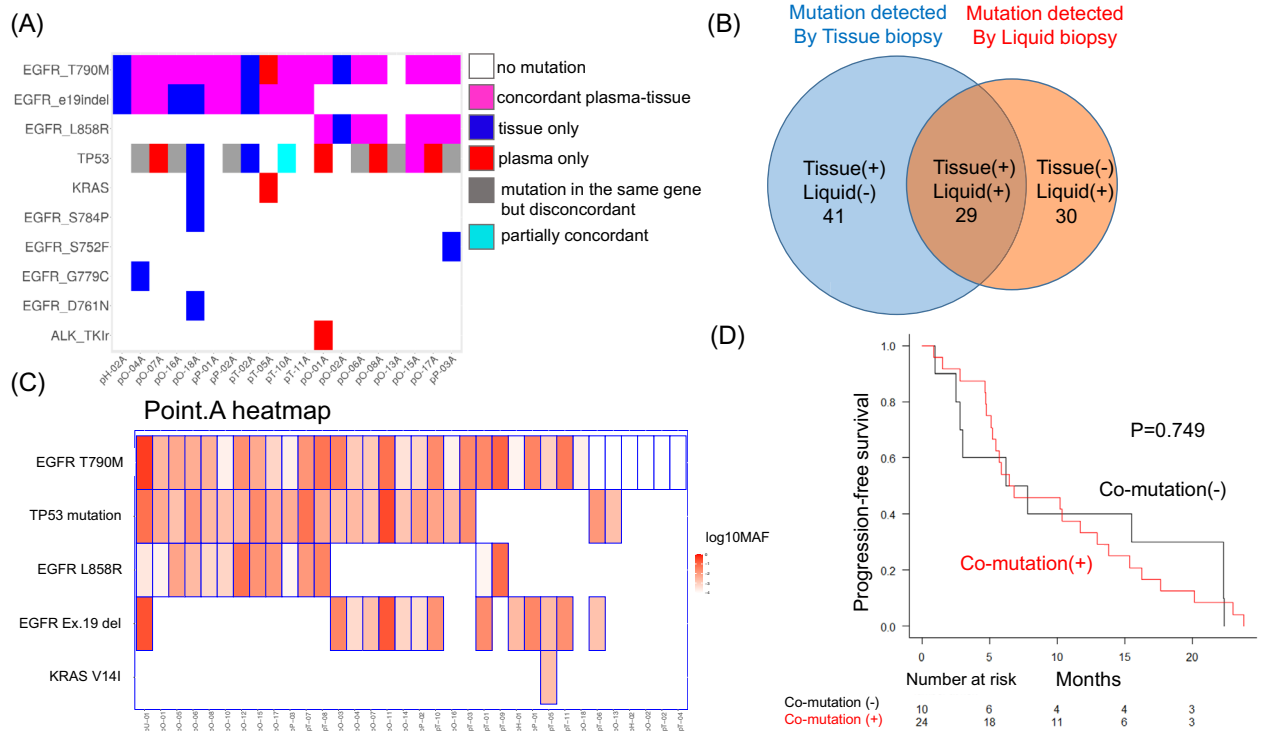 (A)
EGFR_T790M
EGFR_e19indel
EGFR_L858R
TP53
KRAS
EGFR_S784P
EGFR_S752F
EGFR_G779C
EGFR_D761N
ALK_TKIr
pH-02A
pO-04A
pO-07A
pO-16A
pO-18A
pP-01A
pP-02A
pT-02A
pT-05A
pT-10A
pT-11A
pO-01A
pO-02A
pO-06A
pO-08A
pO-13A
pO-15A
pO-17A
pP-03A
no mutation
concordant plasma-tissue
tissue only
plasma only
mutation in the same gene
but disconcordant
partially concordant
(B)
Mutation detected
By Tissue biopsy
Mutation detected
By Liquid biopsy
Tissue(+)
Liquid(-)
41
Tissue(+)
Liquid(+)
29
Tissue(-)
Liquid(+)
30
(C)
Point.A heatmap
EGFR T790M
TP53 mutation
EGFR L858R
EGFR Ex.19 del
KRAS V14I
log10MAF
(D)
Progression-free survival
1.0
0.8
0.6
0.4
0.2
0.0
P=0.749
Co-mutation(-)
Co-mutation(+)
0 5 10 15 20
Number at risk
Months
Co-mutation (-) 10 6 4 4 3
Co-mutation (+) 24 18 11 6 3